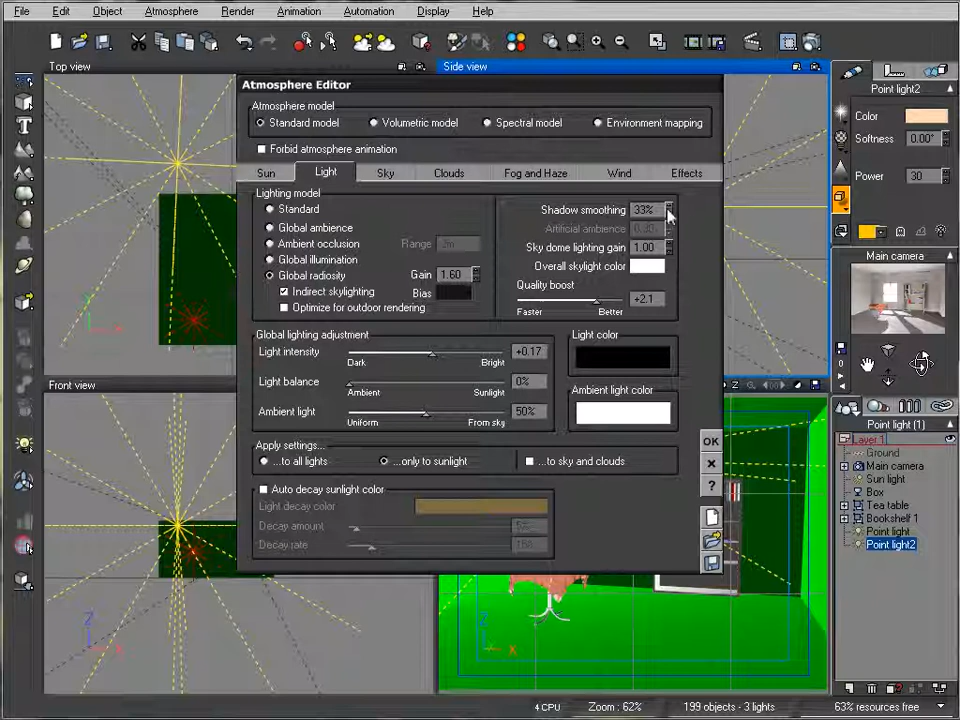 File Edit Object Atmosphere Render Animation Automation Display Help
Top view
Side view
Point light2
Color
Softness 0.00°
Power 30
Main camera
Atmosphere Editor
Atmosphere model
Standard model Volumetric model Spectral model Environment mapping
Forbid atmosphere animation
Sun Light Sky Clouds Fog and Haze Wind Effects
Lighting model
Standard
Global ambience
Ambient occlusion Range 2m
Global illumination
Global radiosity Gain 1.60
Indirect skylighting Bias
Optimize for outdoor rendering
Shadow smoothing 33%
Artificial ambience 0.30
Sky dome lighting gain 1.00
Overall skylight color
Quality boost
+2.1
Faster Better
Global lighting adjustment
Light intensity +0.17
Dark Bright
Light balance 0%
Ambient Sunlight
Ambient light 50%
Uniform From sky
Light color
Ambient light color
Apply settings...
...to all lights ...only to sunlight ...to sky and clouds
Auto decay sunlight color
Light decay color
Decay amount
Decay rate
OK
?
Front view
Z
X
Z
X
Point light (1)
Layer 1
Ground
Main camera
Sun light
Box
Tea table
Bookshelf 1
Point light
Point light2
4 CPU Zoom : 62% 199 objects - 3 lights 63% resources free